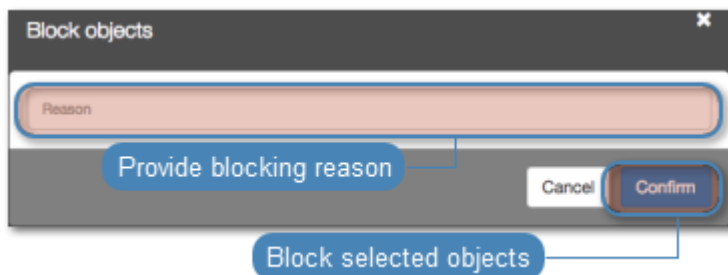 Block objects
Reason
Provide blocking reason
Cancel Confirm
Block selected objects